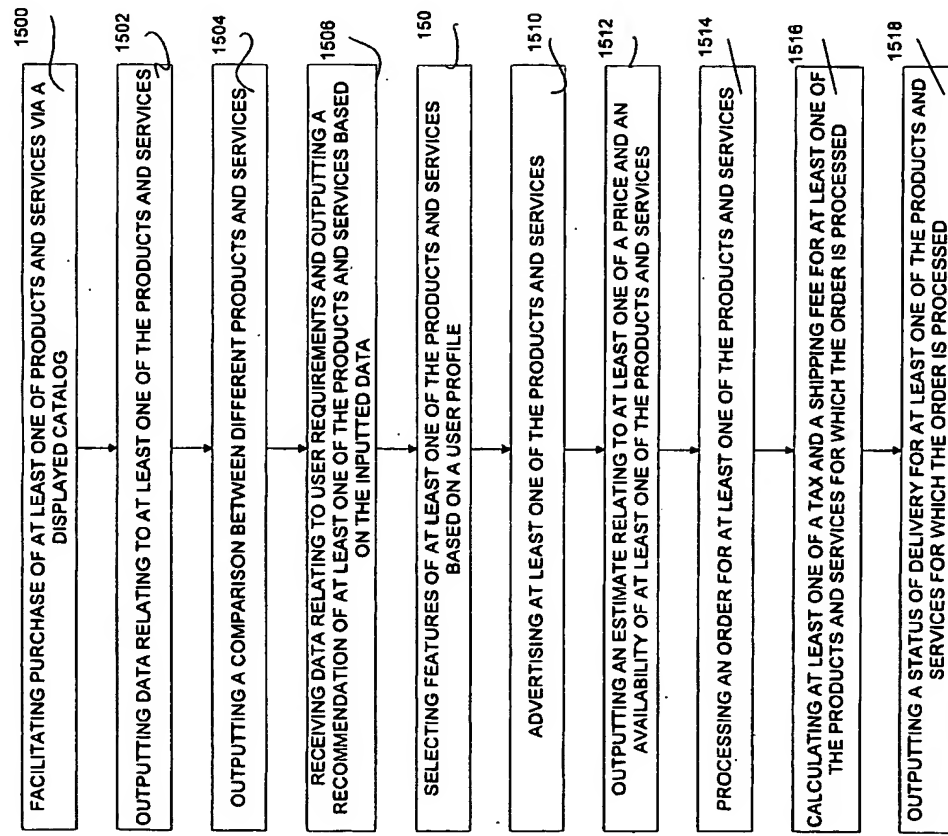 1500
FACILITATING PURCHASE OF AT LEAST ONE OF PRODUCTS AND SERVICES VIA A
DISPLAYED CATALOG
1502
OUTPUTTING DATA RELATING TO AT LEAST ONE OF THE PRODUCTS AND SERVICES
1504
OUTPUTTING A COMPARISON BETWEEN DIFFERENT PRODUCTS AND SERVICES
1506
RECEIVING DATA RELATING TO USER REQUIREMENTS AND OUTPUTTING A
RECOMMENDATION OF AT LEAST ONE OF THE PRODUCTS AND SERVICES BASED
ON THE INPUTTED DATA
150
SELECTING FEATURES OF AT LEAST ONE OF THE PRODUCTS AND SERVICES
BASED ON A USER PROFILE
1510
ADVERTISING AT LEAST ONE OF THE PRODUCTS AND SERVICES
1512
OUTPUTTING AN ESTIMATE RELATING TO AT LEAST ONE OF A PRICE AND AN
AVAILABILITY OF AT LEAST ONE OF THE PRODUCTS AND SERVICES
1514
PROCESSING AN ORDER FOR AT LEAST ONE OF THE PRODUCTS AND SERVICES
1516
CALCULATING AT LEAST ONE OF A TAX AND A SHIPPING FEE FOR AT LEAST ONE OF
THE PRODUCTS AND SERVICES FOR WHICH THE ORDER IS PROCESSED
1518
OUTPUTTING A STATUS OF DELIVERY FOR AT LEAST ONE OF THE PRODUCTS AND
SERVICES FOR WHICH THE ORDER IS PROCESSED